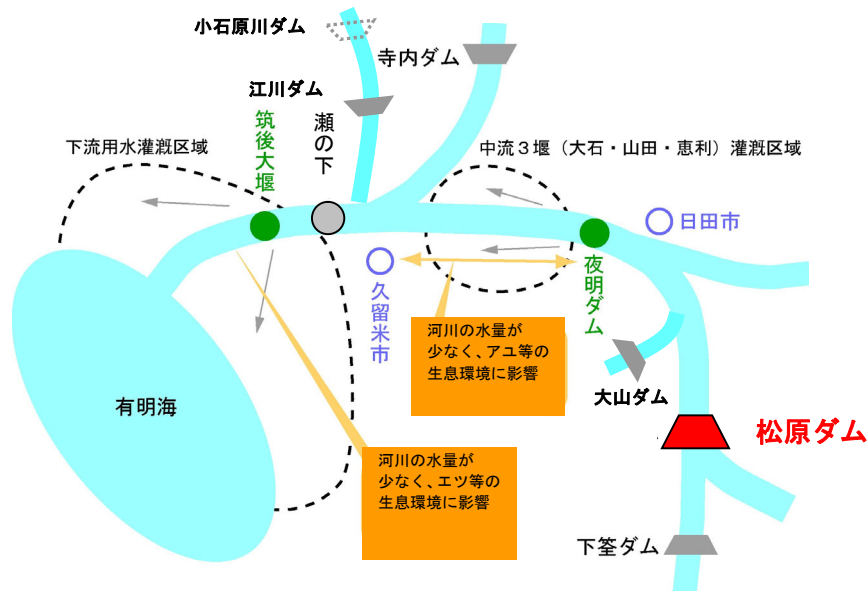 小石原川ダム
寺内ダム
江川ダム
筑後大堰
瀬の下
下流用水灌漑区域
中流３堰（大石・山田・恵利）灌漑区域
日田市
久留米市
夜明ダム
河川の水量が
少なく、アユ等の
生息環境に影響
大山ダム
有明海
松原ダム
河川の水量が
少なく、エツ等の
生息環境に影響
下筌ダム